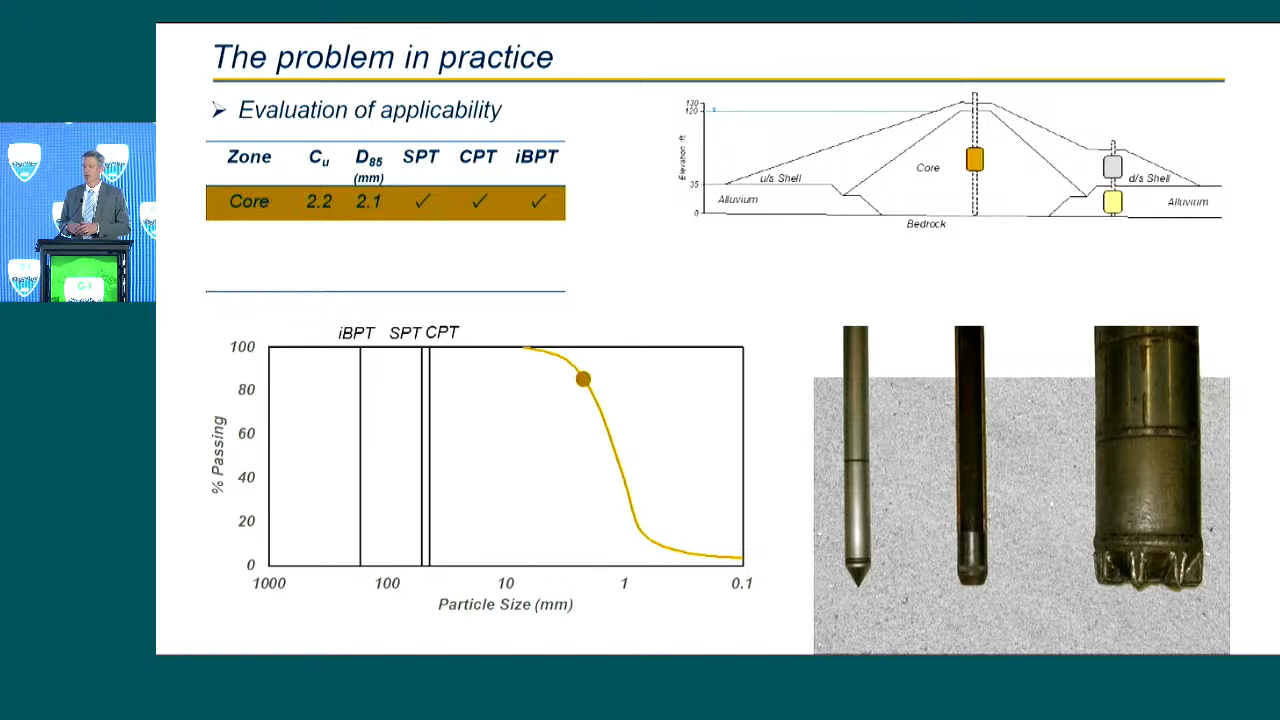 The problem in practice
➢ Evaluation of applicability
Zone Cu D85 (mm) SPT CPT iBPT
Core 2.2 2.1 ✓ ✓ ✓
Elevation : ft
130
120
35
0
u/s Shell
Core
d/s Shell
Alluvium
Alluvium
Bedrock
iBPT SPT CPT
% Passing
100
80
60
40
20
0
1000 100 10 1 0.1
Particle Size (mm)
G-I